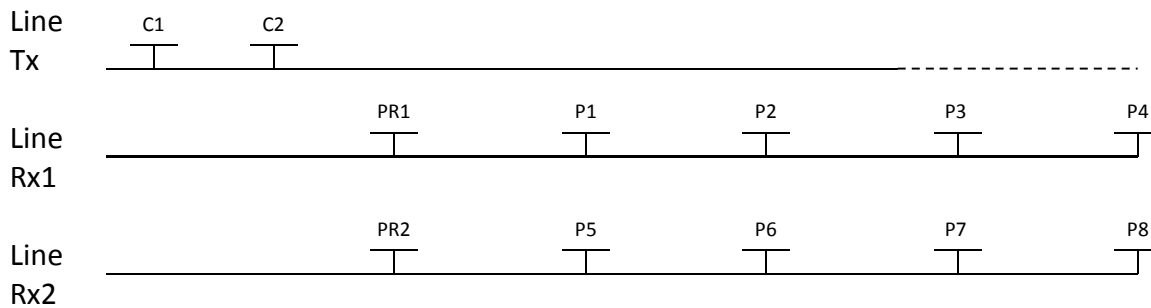 Line
Tx
C1 C2
Line
Rx1
PR1 P1 P2 P3 P4
Line
Rx2
PR2 P5 P6 P7 P8